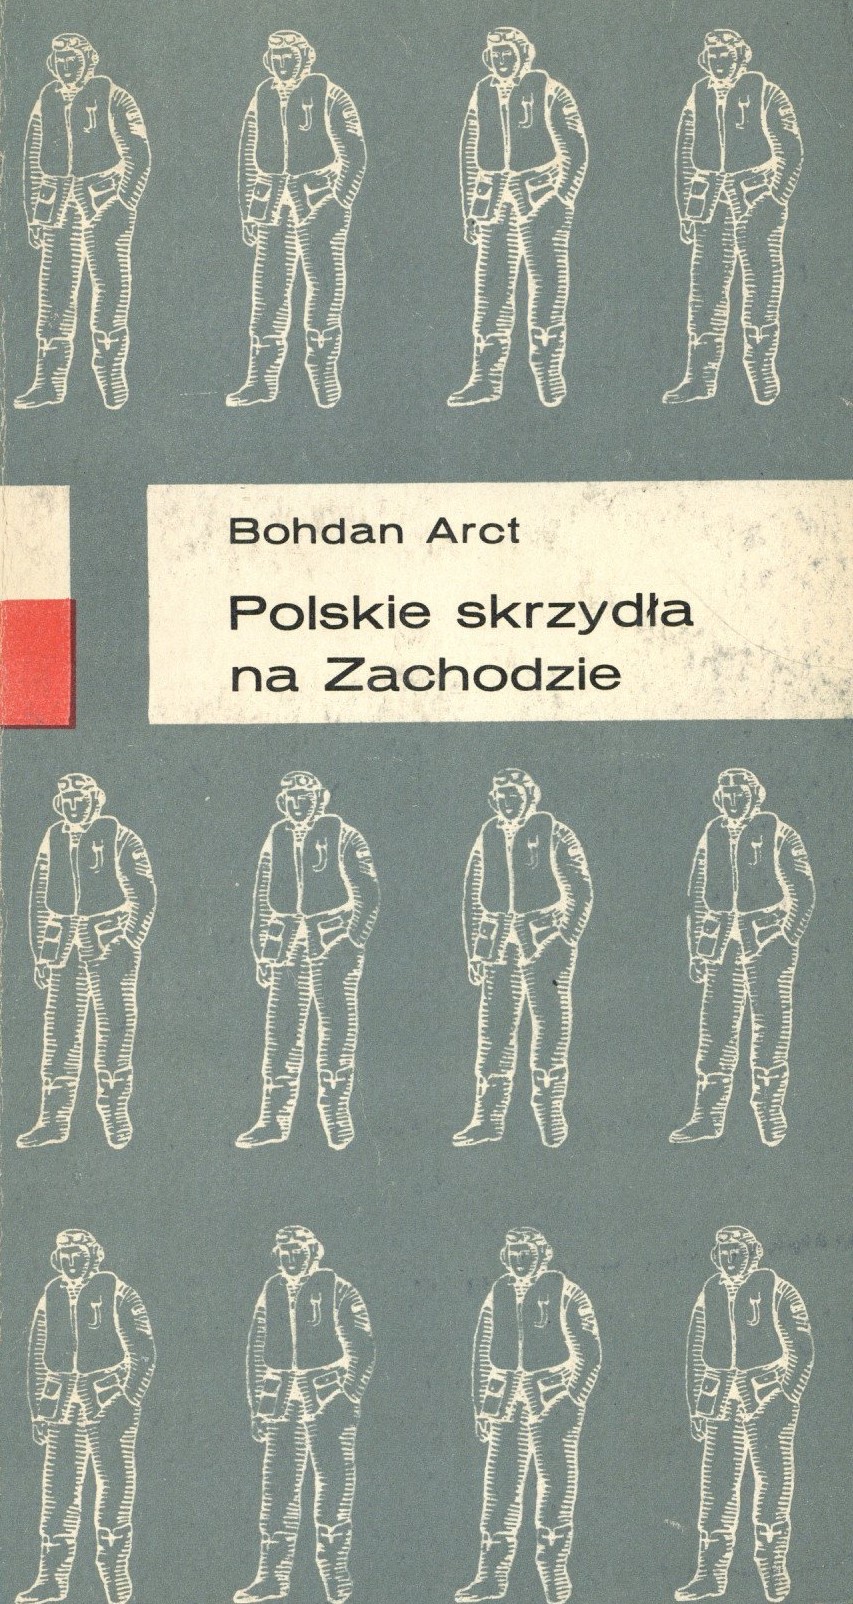 Bohdan Arct
Polskie skrzydła
na Zachodzie